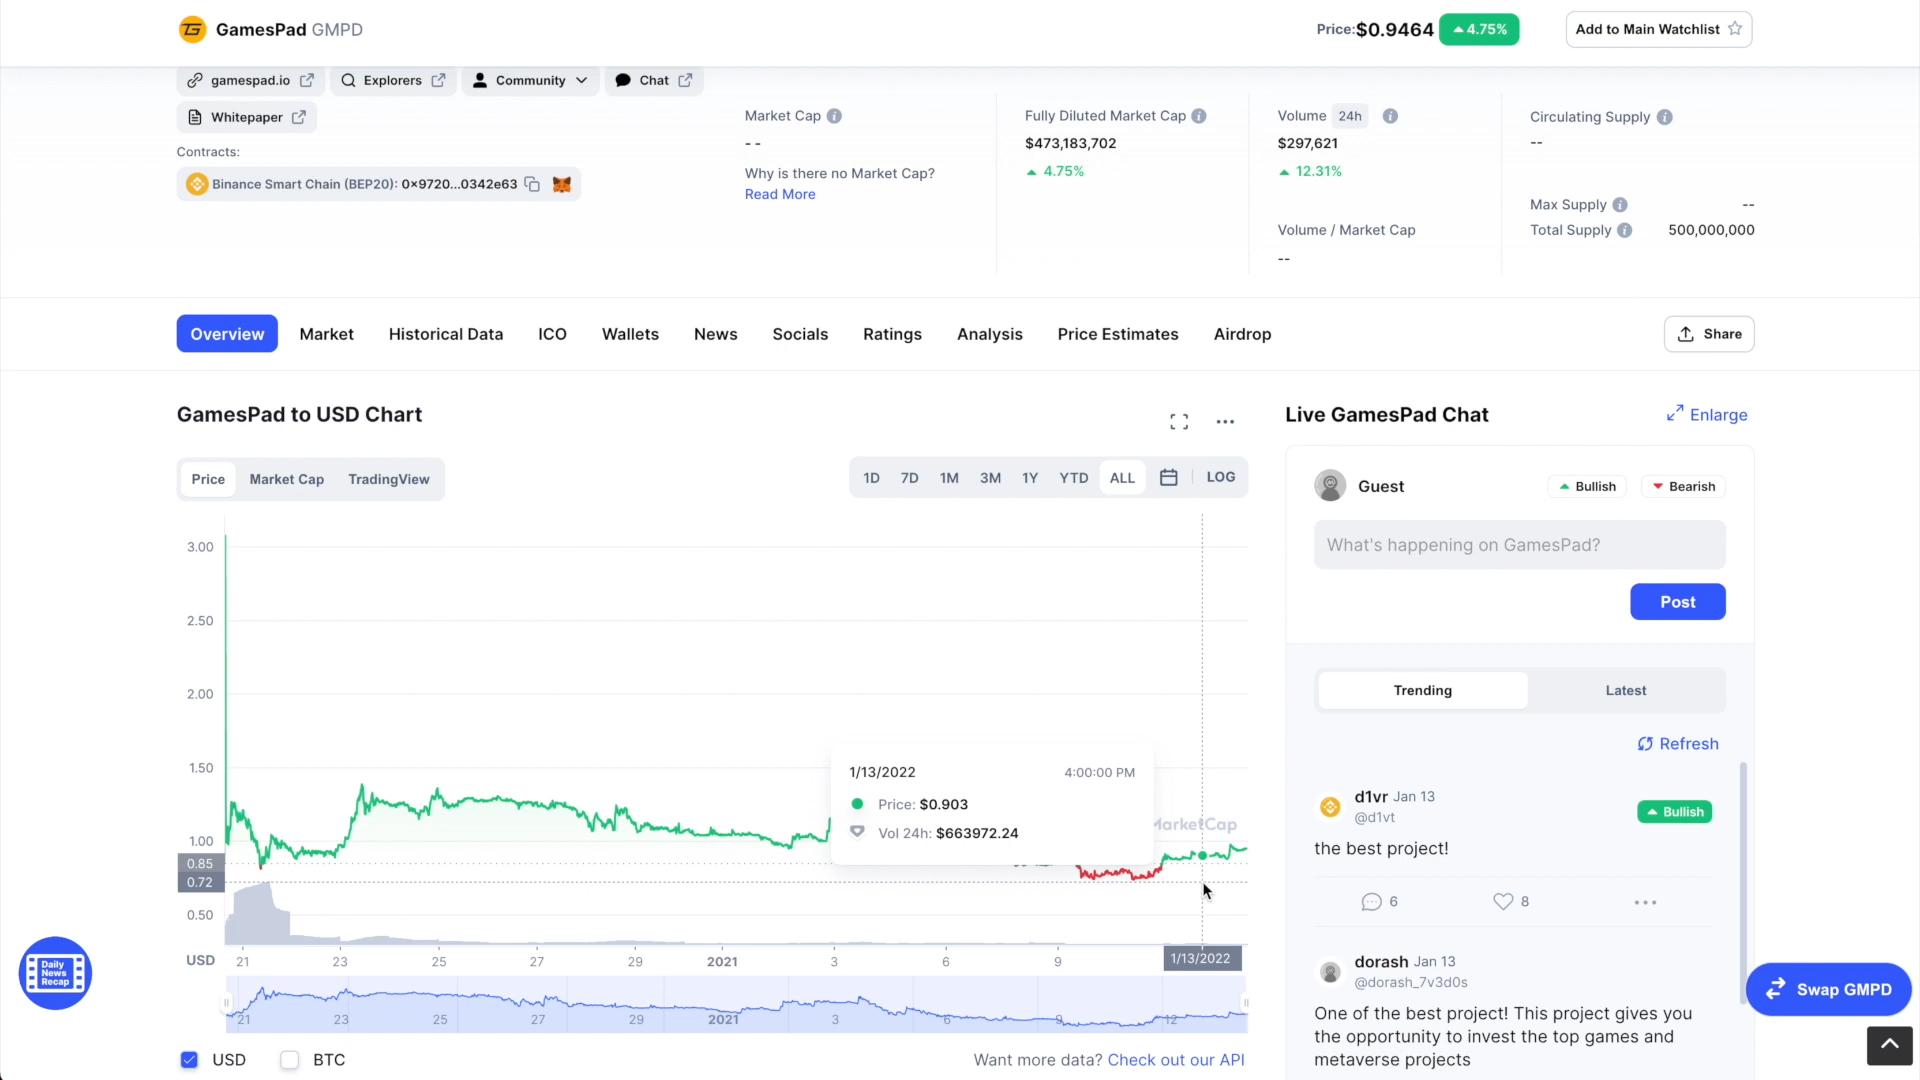 GamesPad GMPD
Price:$0.9464 4.75%
Add to Main Watchlist
gamespad.io
Explorers
Community
Chat
Whitepaper
Contracts:
Binance Smart Chain (BEP20): 0x9720...0342e63
Market Cap
- -
Why is there no Market Cap?
Read More
Fully Diluted Market Cap
$473,183,702
4.75%
Volume 24h
$297,621
12.31%
Volume / Market Cap
--
Circulating Supply
--
Max Supply --
Total Supply 500,000,000
Overview
Market
Historical Data
ICO
Wallets
News
Socials
Ratings
Analysis
Price Estimates
Airdrop
Share
GamesPad to USD Chart
Price
Market Cap
TradingView
1D
7D
1M
3M
1Y
YTD
ALL
LOG
3.00
2.50
2.00
1.50
1.00
0.85
0.72
0.50
1/13/2022 4:00:00 PM
Price: $0.903
Vol 24h: $663972.24
MarketCap
USD
21
23
25
27
29
2021
3
6
9
1/13/2022
21
23
25
27
29
2021
3
6
9
12
USD
BTC
Want more data? Check out our API
Live GamesPad Chat
Enlarge
Guest
Bullish
Bearish
What's happening on GamesPad?
Post
Trending
Latest
Refresh
d1vr Jan 13
@d1vt
Bullish
the best project!
6
8
dorash Jan 13
@dorash_7v3d0s
One of the best project! This project gives you
the opportunity to invest the top games and
metaverse projects
Swap GMPD
Daily
News
Recap